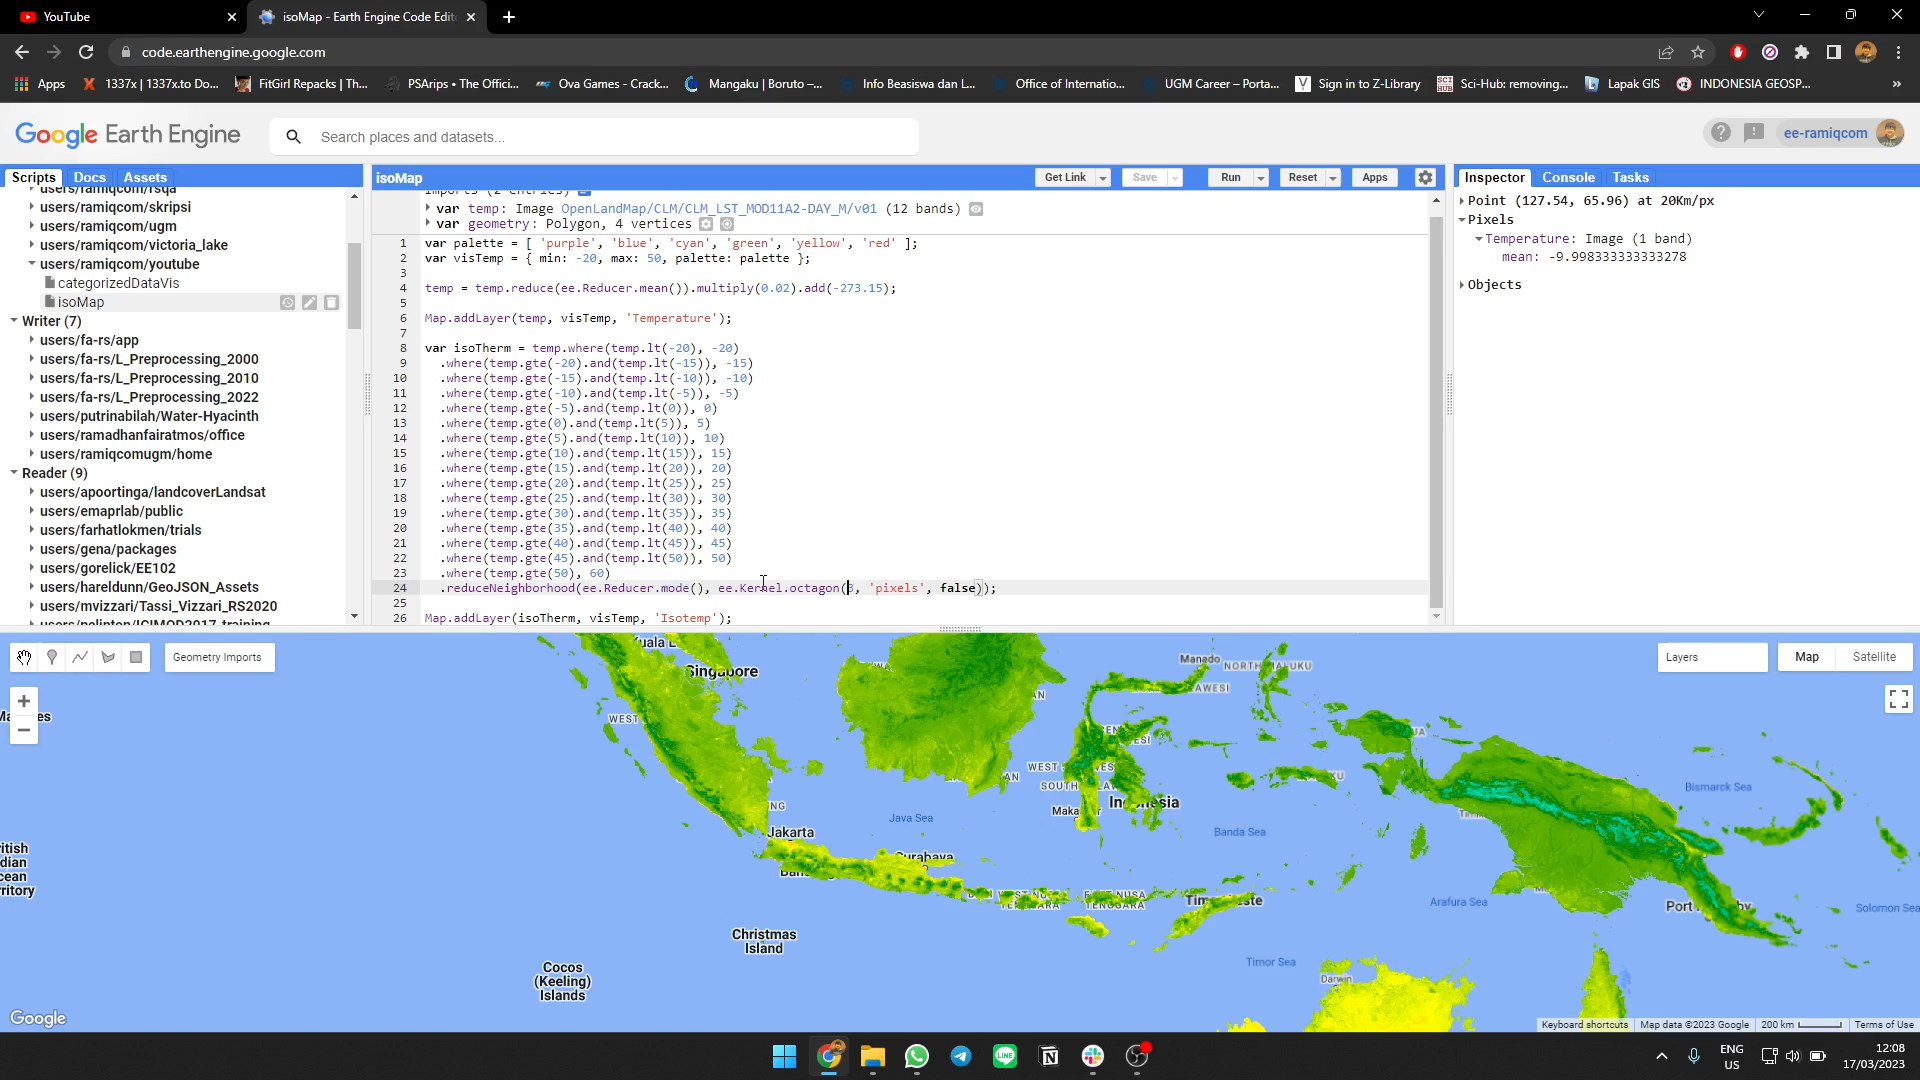 YouTube
isoMap - Earth Engine Code Edit
code.earthengine.google.com
Apps
1337x | 1337x.to Do...
FitGirl Repacks | Th...
PSArips • The Offici...
Ova Games - Crack...
Mangaku | Boruto –...
Info Beasiswa dan L...
Office of Internatio...
UGM Career – Porta...
Sign in to Z-Library
Sci-Hub: removing...
Lapak GIS
INDONESIA GEOSP...
Google Earth Engine
Search places and datasets...
ee-ramiqcom
Scripts
Docs
Assets
users/ramiqcom/rsqa
users/ramiqcom/skripsi
users/ramiqcom/ugm
users/ramiqcom/victoria_lake
users/ramiqcom/youtube
categorizedDataVis
isoMap
Writer (7)
users/fa-rs/app
users/fa-rs/L_Preprocessing_2000
users/fa-rs/L_Preprocessing_2010
users/fa-rs/L_Preprocessing_2022
users/putrinabilah/Water-Hyacinth
users/ramadhanfairatmos/office
users/ramiqcomugm/home
Reader (9)
users/apoortinga/landcoverLandsat
users/emaprlab/public
users/farhatlokmen/trials
users/gena/packages
users/gorelick/EE102
users/hareldunn/GeoJSON_Assets
users/mvizzari/Tassi_Vizzari_RS2020
isoMap
Get Link
Save
Run
Reset
Apps
Imports (2 entries)
var temp: Image OpenLandMap/CLM/CLM_LST_MOD11A2-DAY_M/v01 (12 bands)
var geometry: Polygon, 4 vertices
1 var palette = [ 'purple', 'blue', 'cyan', 'green', 'yellow', 'red' ];
2 var visTemp = { min: -20, max: 50, palette: palette };
3
4 temp = temp.reduce(ee.Reducer.mean()).multiply(0.02).add(-273.15);
5
6 Map.addLayer(temp, visTemp, 'Temperature');
7
8 var isoTherm = temp.where(temp.lt(-20), -20)
9 .where(temp.gte(-20).and(temp.lt(-15)), -15)
10 .where(temp.gte(-15).and(temp.lt(-10)), -10)
11 .where(temp.gte(-10).and(temp.lt(-5)), -5)
12 .where(temp.gte(-5).and(temp.lt(0)), 0)
13 .where(temp.gte(0).and(temp.lt(5)), 5)
14 .where(temp.gte(5).and(temp.lt(10)), 10)
15 .where(temp.gte(10).and(temp.lt(15)), 15)
16 .where(temp.gte(15).and(temp.lt(20)), 20)
17 .where(temp.gte(20).and(temp.lt(25)), 25)
18 .where(temp.gte(25).and(temp.lt(30)), 30)
19 .where(temp.gte(30).and(temp.lt(35)), 35)
20 .where(temp.gte(35).and(temp.lt(40)), 40)
21 .where(temp.gte(40).and(temp.lt(45)), 45)
22 .where(temp.gte(45).and(temp.lt(50)), 50)
23 .where(temp.gte(50), 60)
24 .reduceNeighborhood(ee.Reducer.mode(), ee.Kernel.octagon(3, 'pixels', false));
25
26 Map.addLayer(isoTherm, visTemp, 'Isotemp');
Inspector
Console
Tasks
Point (127.54, 65.96) at 20Km/px
Pixels
Temperature: Image (1 band)
mean: -9.998333333333278
Objects
Geometry Imports
Layers
Map
Satellite
Kuala L
Singapore
WEST
Manado
NORTH MALUKU
Jakarta
Java Sea
Surabaya
WEST
SOUTH
Indonesia
Banda Sea
Bismarck Sea
Arafura Sea
Solomon Sea
Timor Sea
Darwin
Christmas
Island
Cocos
(Keeling)
Islands
Google
Keyboard shortcuts
Map data ©2023 Google
200 km
Terms of Use
ENG
US
12:08
17/03/2023